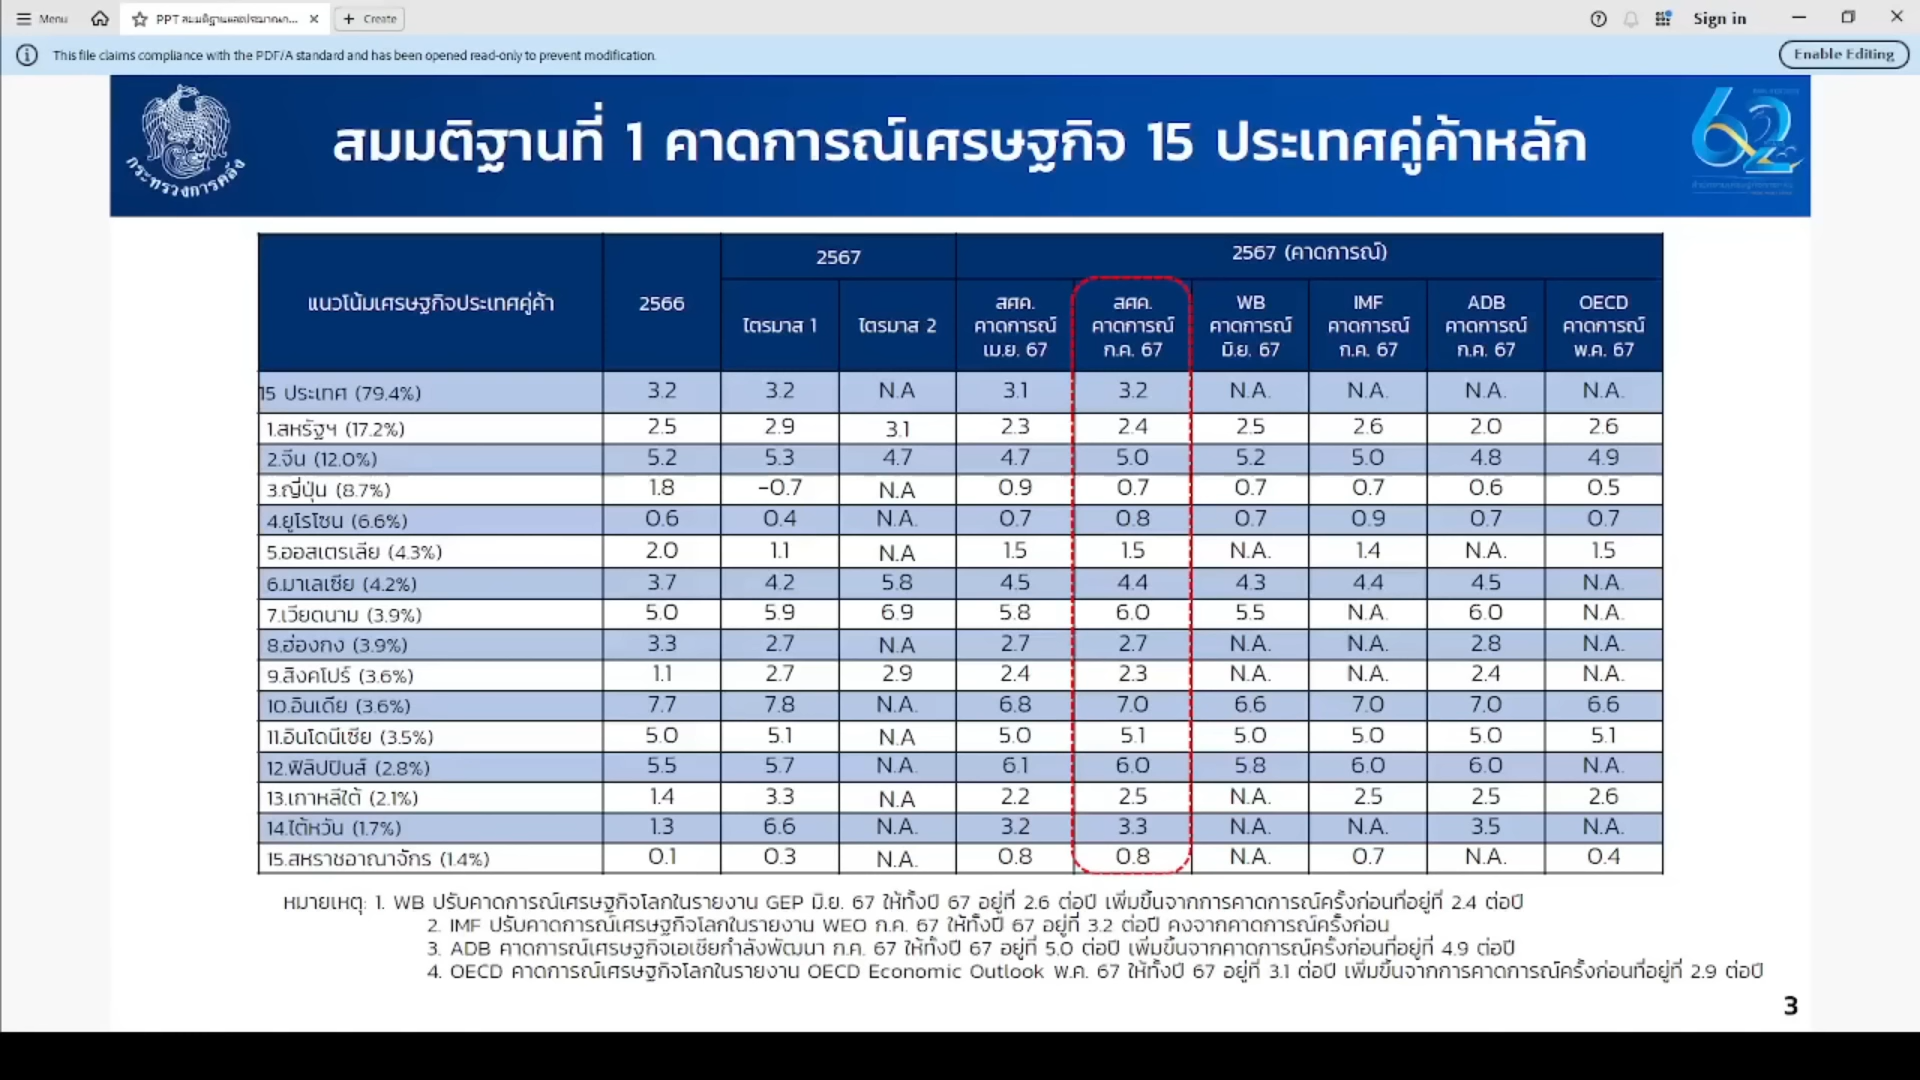 Menu
PPT สมมติฐานและประมาณก...
Create
Sign in
This file claims compliance with the PDF/A standard and has been opened read-only to prevent modification.
Enable Editing
กระทรวงการคลัง
สมมติฐานที่ 1 คาดการณ์เศรษฐกิจ 15 ประเทศคู่ค้าหลัก
62
แนวโน้มเศรษฐกิจประเทศคู่ค้า 2566 2567 2567 (คาดการณ์)
ไตรมาส 1 ไตรมาส 2 สศค. คาดการณ์ เม.ย. 67 สศค. คาดการณ์ ก.ค. 67 WB คาดการณ์ มิ.ย. 67 IMF คาดการณ์ ก.ค. 67 ADB คาดการณ์ ก.ค. 67 OECD คาดการณ์ พ.ค. 67
15 ประเทศ (79.4%) 3.2 3.2 N.A 3.1 3.2 N.A. N.A. N.A. N.A.
1.สหรัฐฯ (17.2%) 2.5 2.9 3.1 2.3 2.4 2.5 2.6 2.0 2.6
2.จีน (12.0%) 5.2 5.3 4.7 4.7 5.0 5.2 5.0 4.8 4.9
3.ญี่ปุ่น (8.7%) 1.8 -0.7 N.A 0.9 0.7 0.7 0.7 0.6 0.5
4.ยูโรโซน (6.6%) 0.6 0.4 N.A. 0.7 0.8 0.7 0.9 0.7 0.7
5.ออสเตรเลีย (4.3%) 2.0 1.1 N.A 1.5 1.5 N.A. 1.4 N.A. 1.5
6.มาเลเซีย (4.2%) 3.7 4.2 5.8 4.5 4.4 4.3 4.4 4.5 N.A.
7.เวียดนาม (3.9%) 5.0 5.9 6.9 5.8 6.0 5.5 N.A. 6.0 N.A.
8.ฮ่องกง (3.9%) 3.3 2.7 N.A 2.7 2.7 N.A. N.A. 2.8 N.A.
9.สิงคโปร์ (3.6%) 1.1 2.7 2.9 2.4 2.3 N.A. N.A. 2.4 N.A.
10.อินเดีย (3.6%) 7.7 7.8 N.A. 6.8 7.0 6.6 7.0 7.0 6.6
11.อินโดนีเซีย (3.5%) 5.0 5.1 N.A 5.0 5.1 5.0 5.0 5.0 5.1
12.ฟิลิปปินส์ (2.8%) 5.5 5.7 N.A. 6.1 6.0 5.8 6.0 6.0 N.A.
13.เกาหลีใต้ (2.1%) 1.4 3.3 N.A 2.2 2.5 N.A. 2.5 2.5 2.6
14.ไต้หวัน (1.7%) 1.3 6.6 N.A. 3.2 3.3 N.A. N.A. 3.5 N.A.
15.สหราชอาณาจักร (1.4%) 0.1 0.3 N.A. 0.8 0.8 N.A. 0.7 N.A. 0.4
หมายเหตุ: 1. WB ปรับคาดการณ์เศรษฐกิจโลกในรายงาน GEP มิ.ย. 67 ให้ทั้งปี 67 อยู่ที่ 2.6 ต่อปี เพิ่มขึ้นจากการคาดการณ์ครั้งก่อนที่อยู่ที่ 2.4 ต่อปี
2. IMF ปรับคาดการณ์เศรษฐกิจโลกในรายงาน WEO ก.ค. 67 ให้ทั้งปี 67 อยู่ที่ 3.2 ต่อปี คงจากคาดการณ์ครั้งก่อน
3. ADB คาดการณ์เศรษฐกิจเอเชียกำลังพัฒนา ก.ค. 67 ให้ทั้งปี 67 อยู่ที่ 5.0 ต่อปี เพิ่มขึ้นจากคาดการณ์ครั้งก่อนที่อยู่ที่ 4.9 ต่อปี
4. OECD คาดการณ์เศรษฐกิจโลกในรายงาน OECD Economic Outlook พ.ค. 67 ให้ทั้งปี 67 อยู่ที่ 3.1 ต่อปี เพิ่มขึ้นจากการคาดการณ์ครั้งก่อนที่อยู่ที่ 2.9 ต่อปี
3